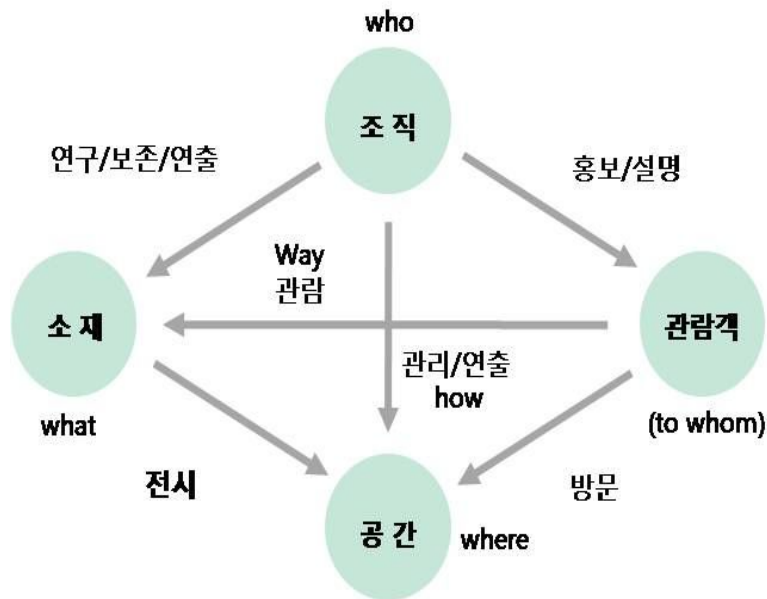 who
조 직
연구/보존/연출
홍보/설명
Way
관람
소 재
관람객
관리/연출
how
what
(to whom)
전시
방문
공 간
where